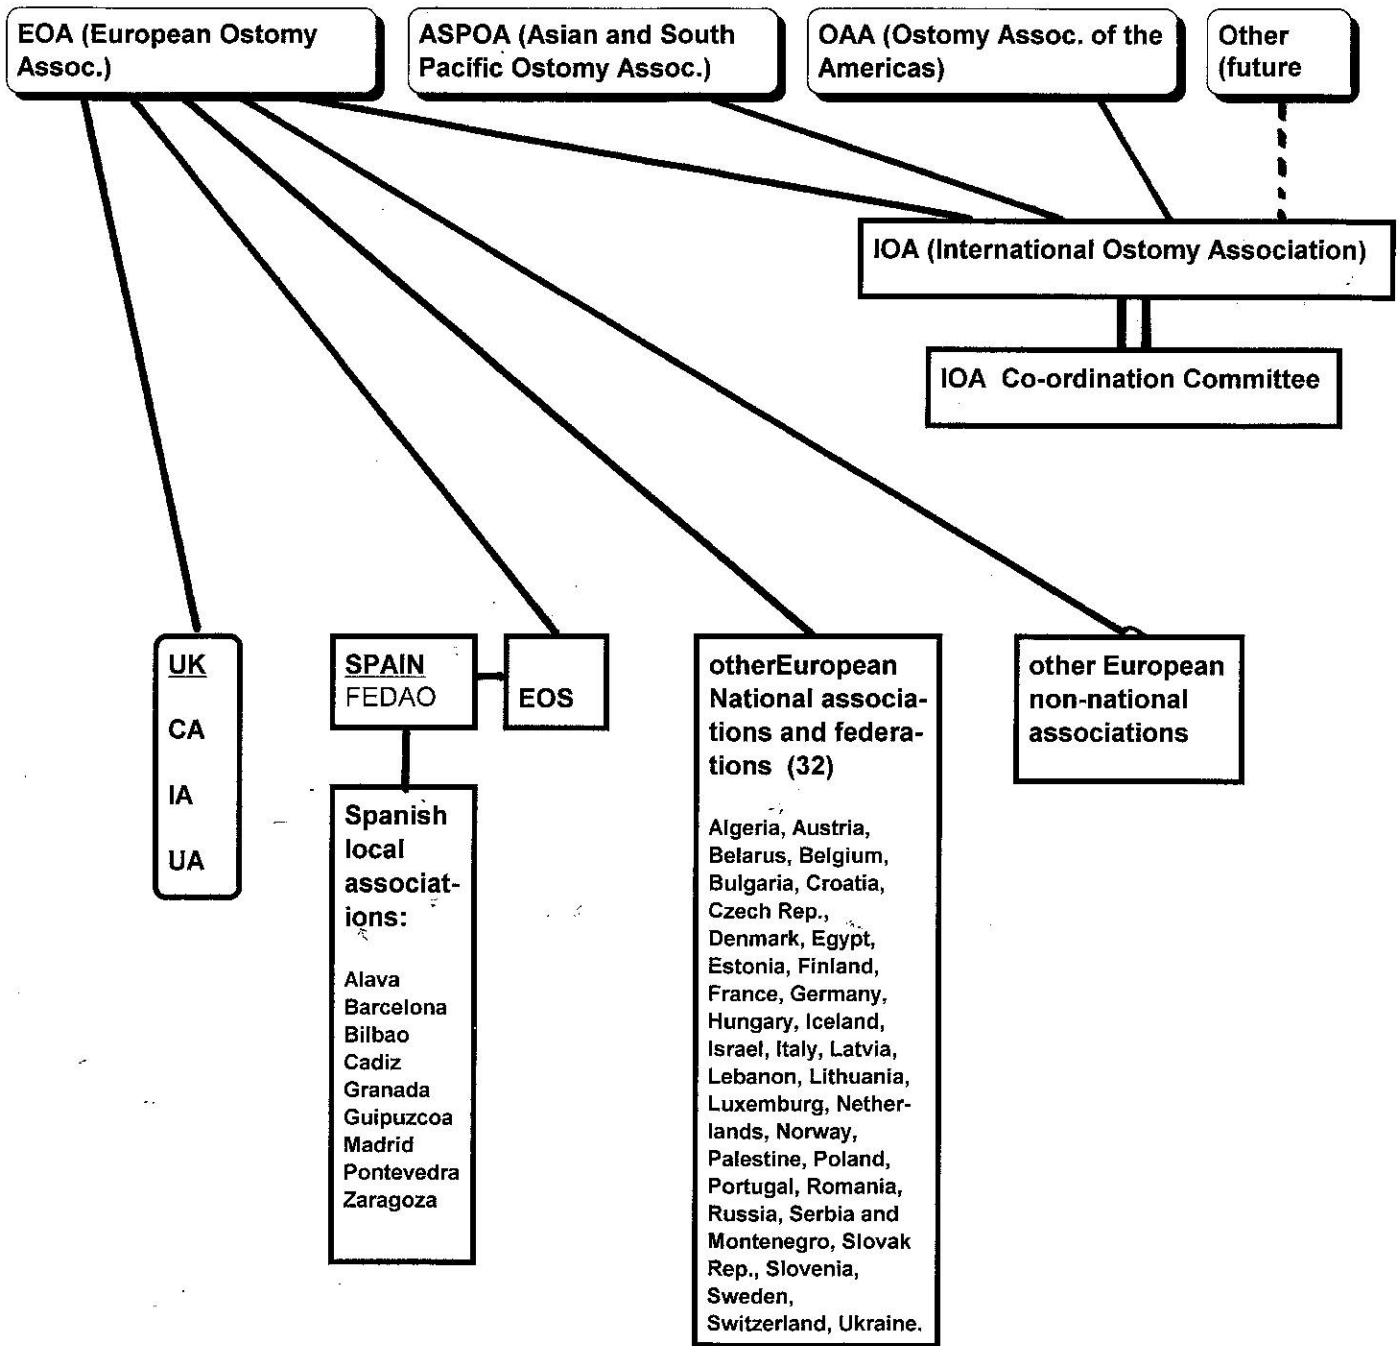 EOA (European Ostomy
Assoc.)
ASPOA (Asian and South
Pacific Ostomy Assoc.)
OAA (Ostomy Assoc. of the
Americas)
Other
(future
IOA (International Ostomy Association)
IOA Co-ordination Committee
UK
CA
IA
UA
SPAIN
FEDAO
EOS
Spanish
local
associat-
ions:
Alava
Barcelona
Bilbao
Cadiz
Granada
Guipuzcoa
Madrid
Pontevedra
Zaragoza
otherEuropean
National associa-
tions and federa-
tions (32)
Algeria, Austria,
Belarus, Belgium,
Bulgaria, Croatia,
Czech Rep.,
Denmark, Egypt,
Estonia, Finland,
France, Germany,
Hungary, Iceland,
Israel, Italy, Latvia,
Lebanon, Lithuania,
Luxemburg, Nether-
lands, Norway,
Palestine, Poland,
Portugal, Romania,
Russia, Serbia and
Montenegro, Slovak
Rep., Slovenia,
Sweden,
Switzerland, Ukraine.
other European
non-national
associations